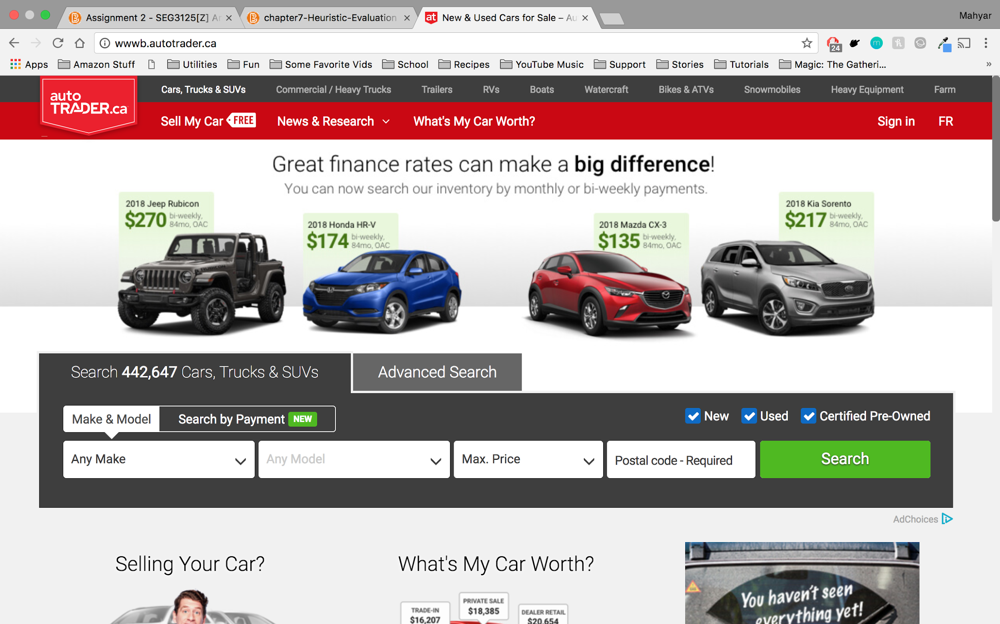 Assignment 2 - SEG3125[Z] Ar
chapter7-Heuristic-Evaluation
at New & Used Cars for Sale – Au
Mahyar
wwwb.autotrader.ca
24
m
h
Apps
Amazon Stuff
Utilities
Fun
Some Favorite Vids
School
Recipes
YouTube Music
Support
Stories
Tutorials
Magic: The Gatheri...
»
auto
TRADER.ca
Cars, Trucks & SUVs
Commercial / Heavy Trucks
Trailers
RVs
Boats
Watercraft
Bikes & ATVs
Snowmobiles
Heavy Equipment
Farm
Sell My Car FREE
News & Research
What's My Car Worth?
Sign in
FR
Great finance rates can make a big difference!
You can now search our inventory by monthly or bi-weekly payments.
2018 Jeep Rubicon
$270 bi-weekly,
84mo, OAC
2018 Honda HR-V
$174 bi-weekly,
84mo, OAC
2018 Mazda CX-3
$135 bi-weekly,
84mo, OAC
2018 Kia Sorento
$217 bi-weekly,
84mo, OAC
RUBICON
Search 442,647 Cars, Trucks & SUVs
Advanced Search
Make & Model
Search by Payment NEW
New
Used
Certified Pre-Owned
Any Make
Any Model
Max. Price
Postal code - Required
Search
AdChoices
Selling Your Car?
What's My Car Worth?
TRADE-IN
$16,207
PRIVATE SALE
$18,385
DEALER RETAIL
$20,654
You haven't seen
everything yet!